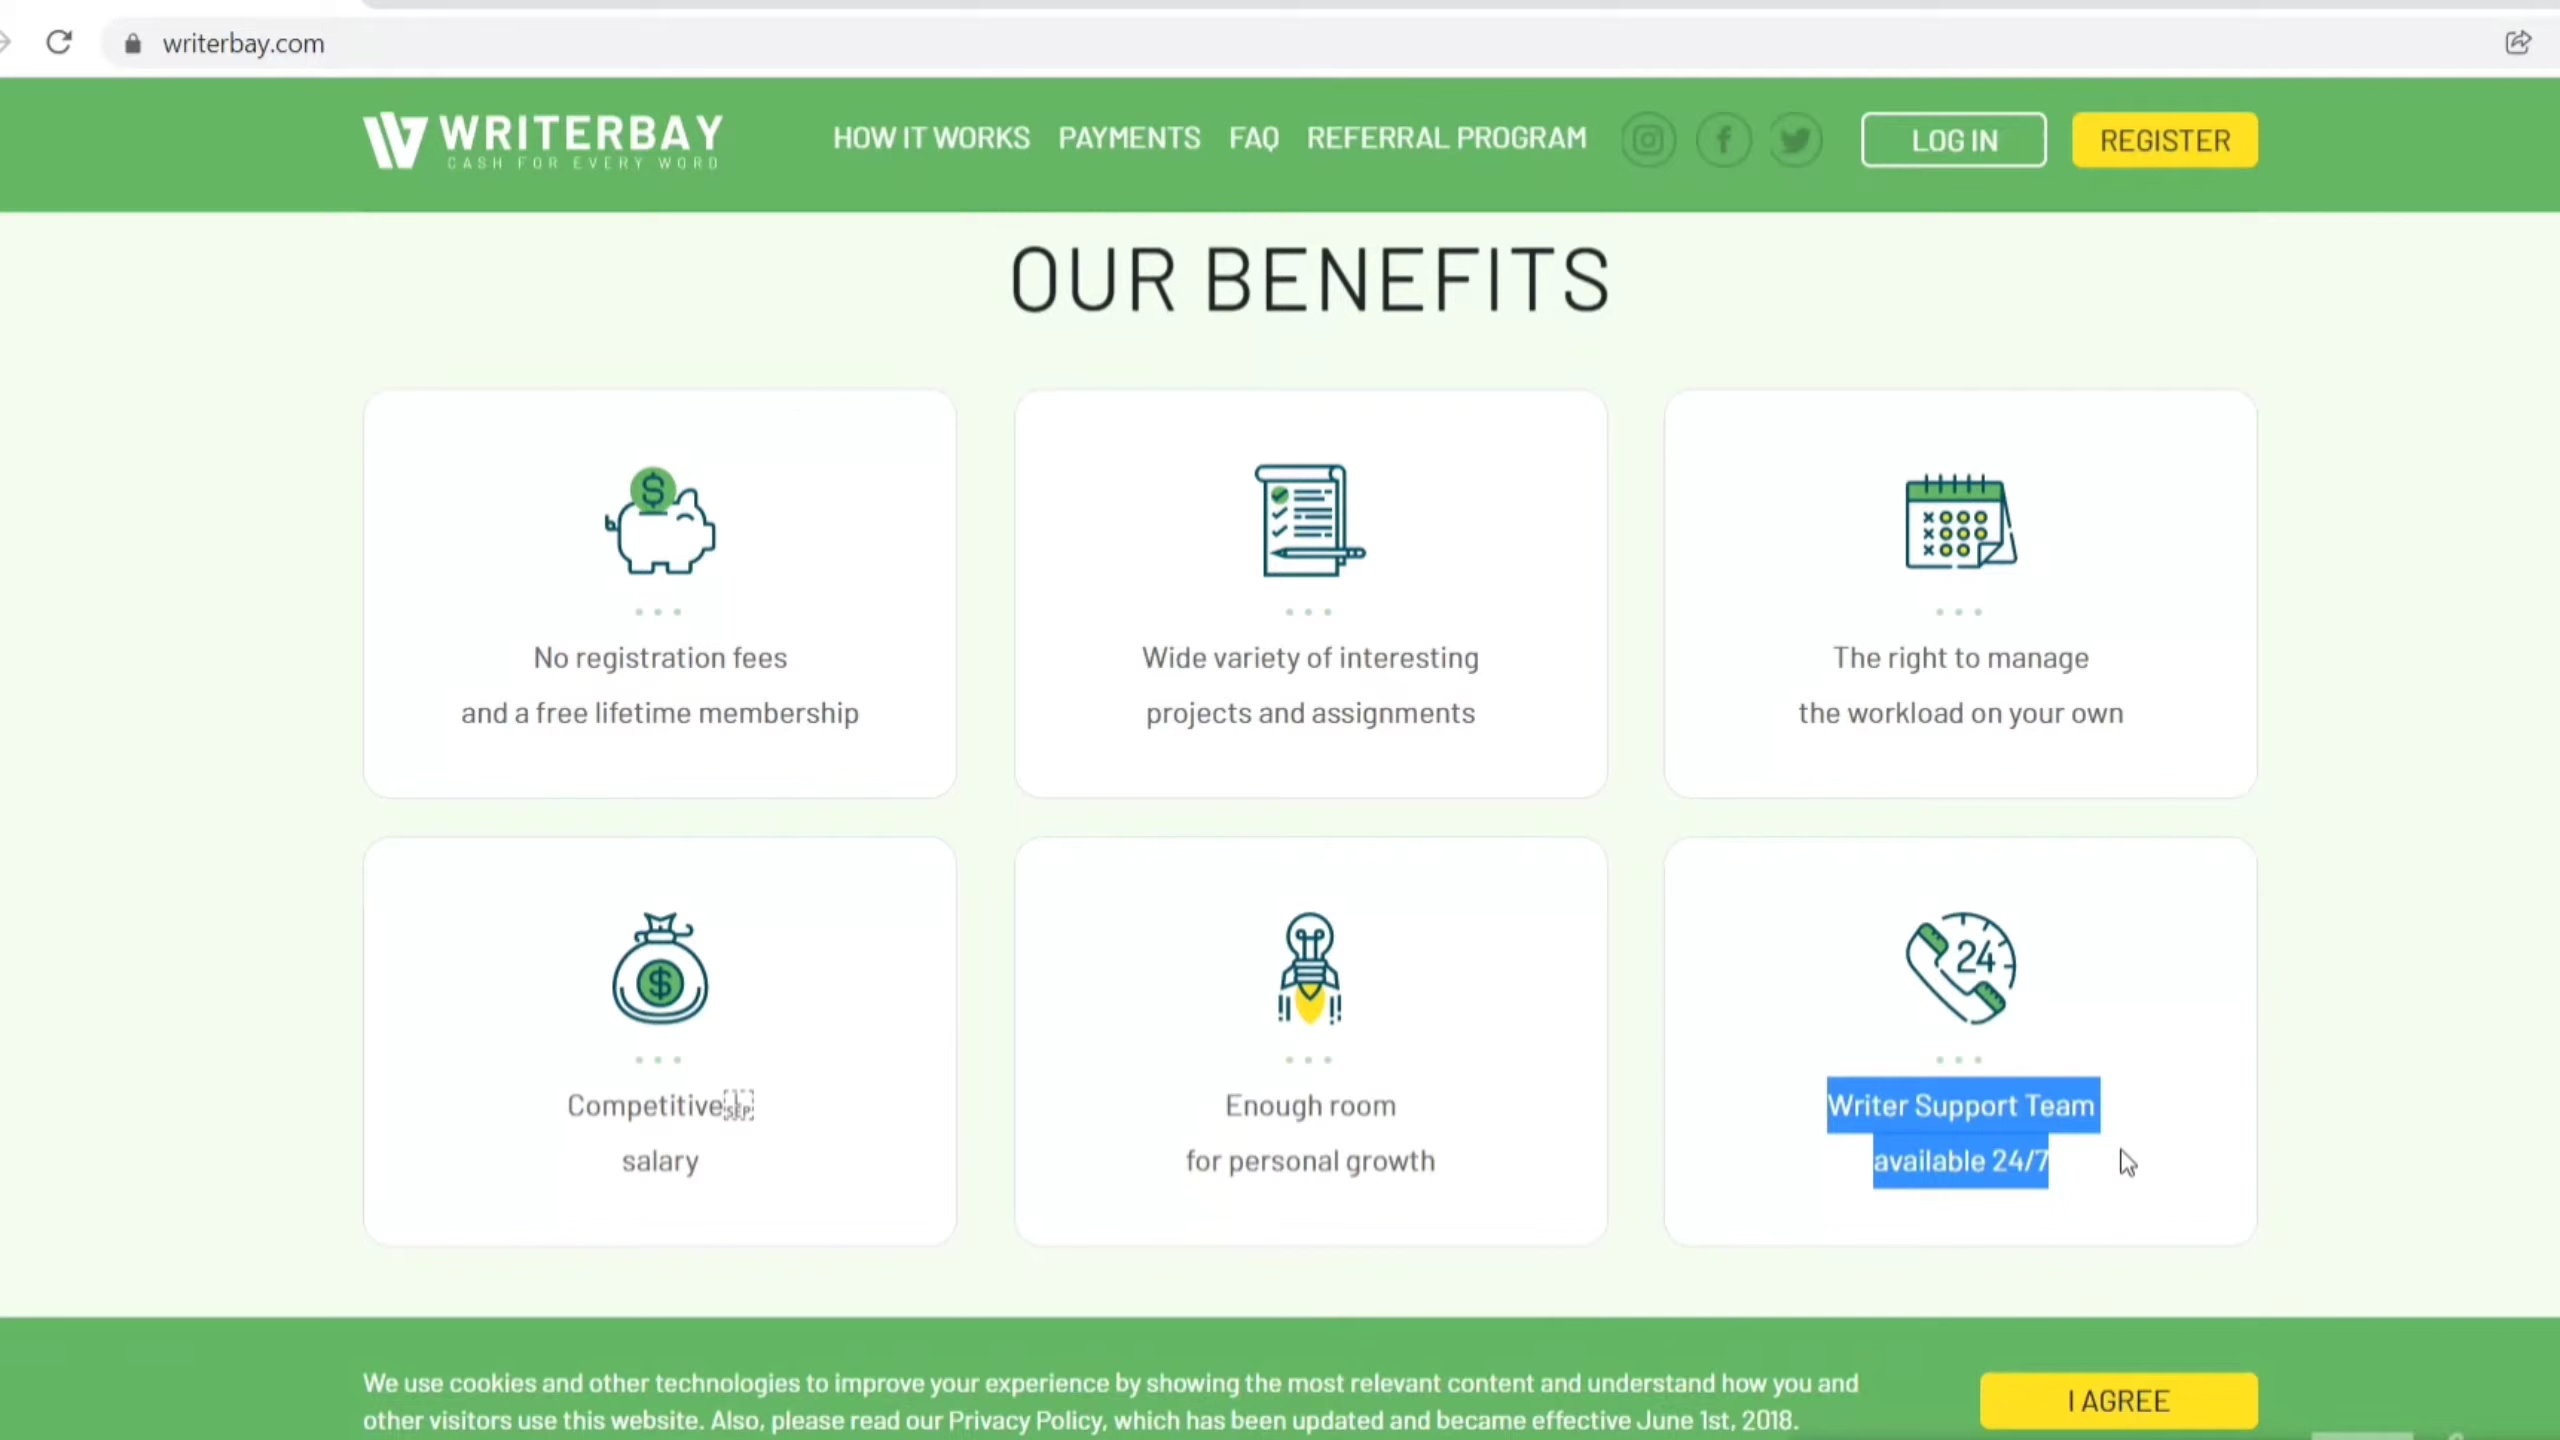 writerbay.com
WRITERBAY
CASH FOR EVERY WORD
HOW IT WORKS
PAYMENTS
FAQ
REFERRAL PROGRAM
LOG IN
REGISTER
OUR BENEFITS
No registration fees
and a free lifetime membership
Wide variety of interesting
projects and assignments
The right to manage
the workload on your own
24
Competitive
salary
Enough room
for personal growth
Writer Support Team
available 24/7
We use cookies and other technologies to improve your experience by showing the most relevant content and understand how you and
other visitors use this website. Also, please read our Privacy Policy, which has been updated and became effective June 1st, 2018.
I AGREE